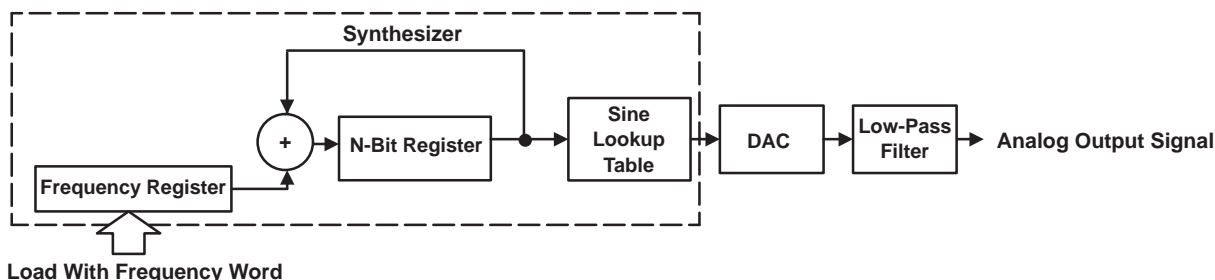 Synthesizer
+
N-Bit Register
Sine
Lookup
Table
DAC
Low-Pass
Filter
Analog Output Signal
Frequency Register
Load With Frequency Word